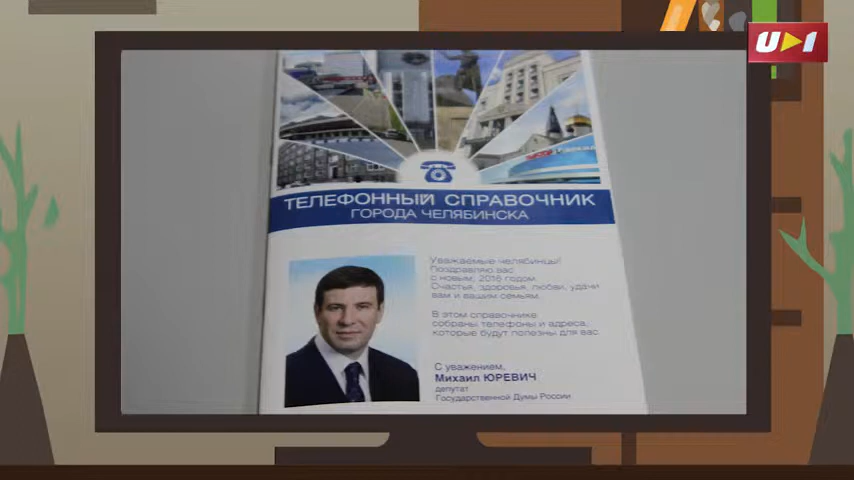 U1
ТЕЛЕФОННЫЙ СПРАВОЧНИК
ГОРОДА ЧЕЛЯБИНСКА
Уважаемые челябинцы!
Поздравляю вас
с новым, 2016 годом.
Счастья, здоровья, любви, удачи
вам и вашим семьям.
В этом справочнике
собраны телефоны и адреса,
которые будут полезны для вас.
С уважением,
Михаил ЮРЕВИЧ
депутат
Государственной Думы России